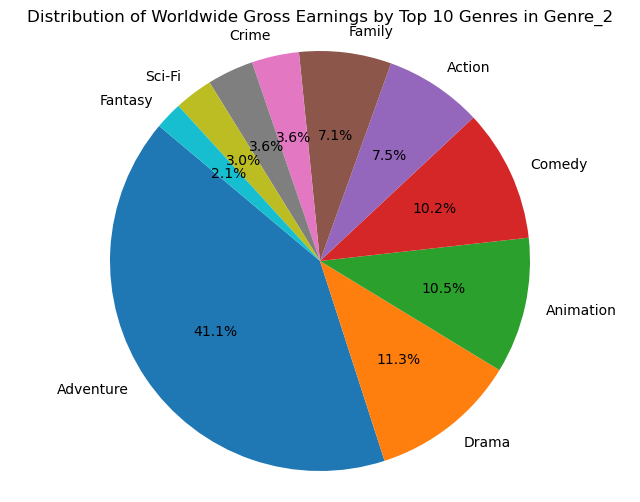 Distribution of Worldwide Gross Earnings by Top 10 Genres in Genre_2
Family
Crime
Action
Sci-Fi
Fantasy
Comedy
Animation
Drama
Adventure
7.1%
3.6%
3.6%
7.5%
3.0%
2.1%
10.2%
10.5%
41.1%
11.3%